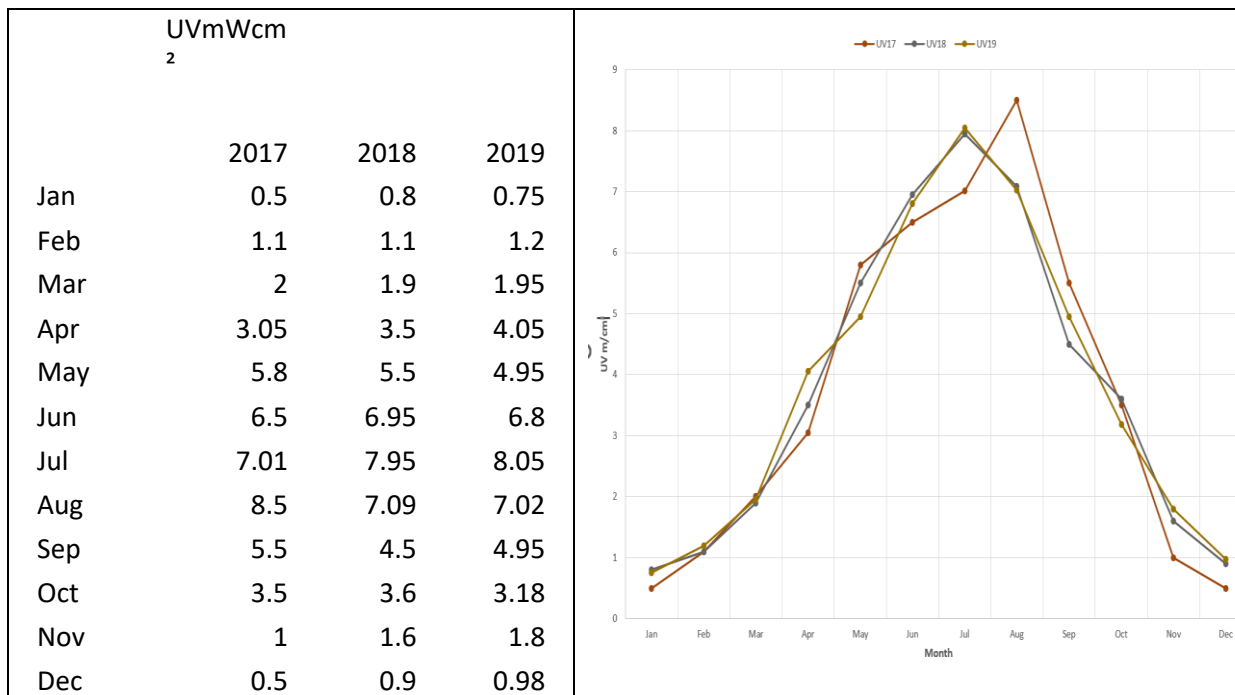 UVmWcm
2
2017 2018 2019
Jan 0.5 0.8 0.75
Feb 1.1 1.1 1.2
Mar 2 1.9 1.95
Apr 3.05 3.5 4.05
May 5.8 5.5 4.95
Jun 6.5 6.95 6.8
Jul 7.01 7.95 8.05
Aug 8.5 7.09 7.02
Sep 5.5 4.5 4.95
Oct 3.5 3.6 3.18
Nov 1 1.6 1.8
Dec 0.5 0.9 0.98
UV17 UV18 UV19
9
8
7
6
5
4
3
2
1
0
UV m/cm
Jan Feb Mar Apr May Jun Jul Aug Sep Oct Nov Dec
Month